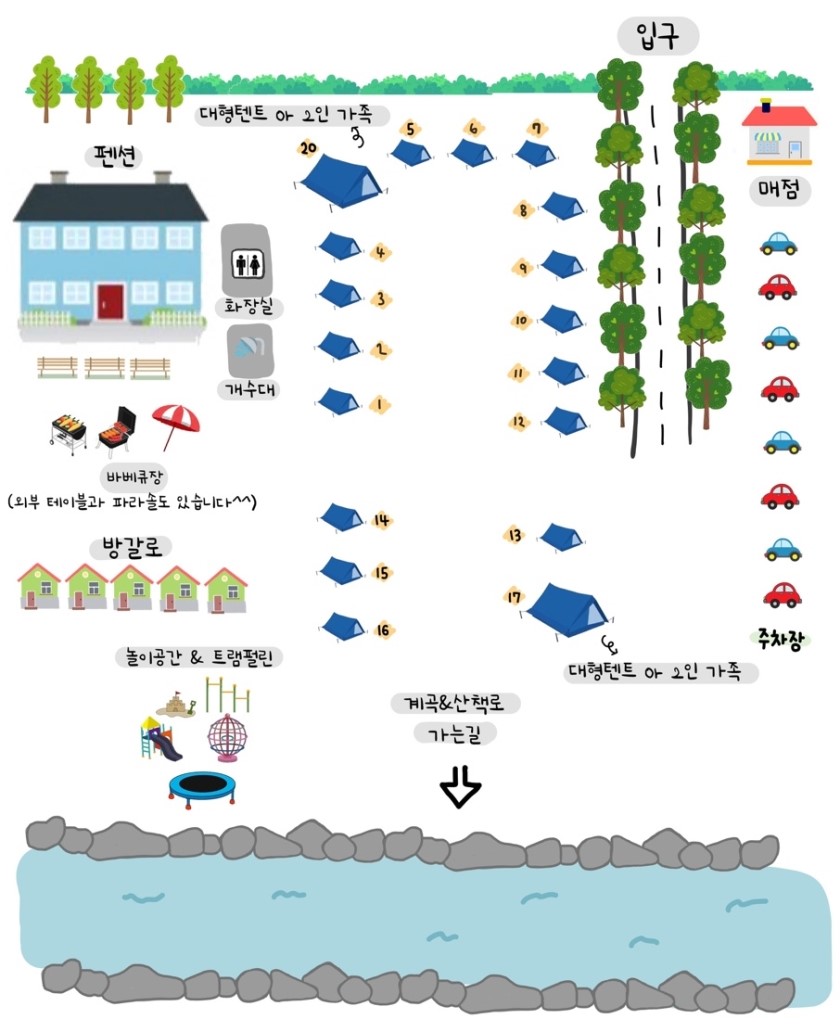 입구
대형텐트 or 2인 가족
5
6
7
20
펜션
매점
8
4
화장실
9
3
10
개수대
2
11
1
12
바베큐장
(외부 테이블과 파라솔도 있습니다^^)
14
13
방갈로
15
17
16
주차장
놀이공간 & 트램펄린
대형텐트 or 2인 가족
계곡&산책로
가는길